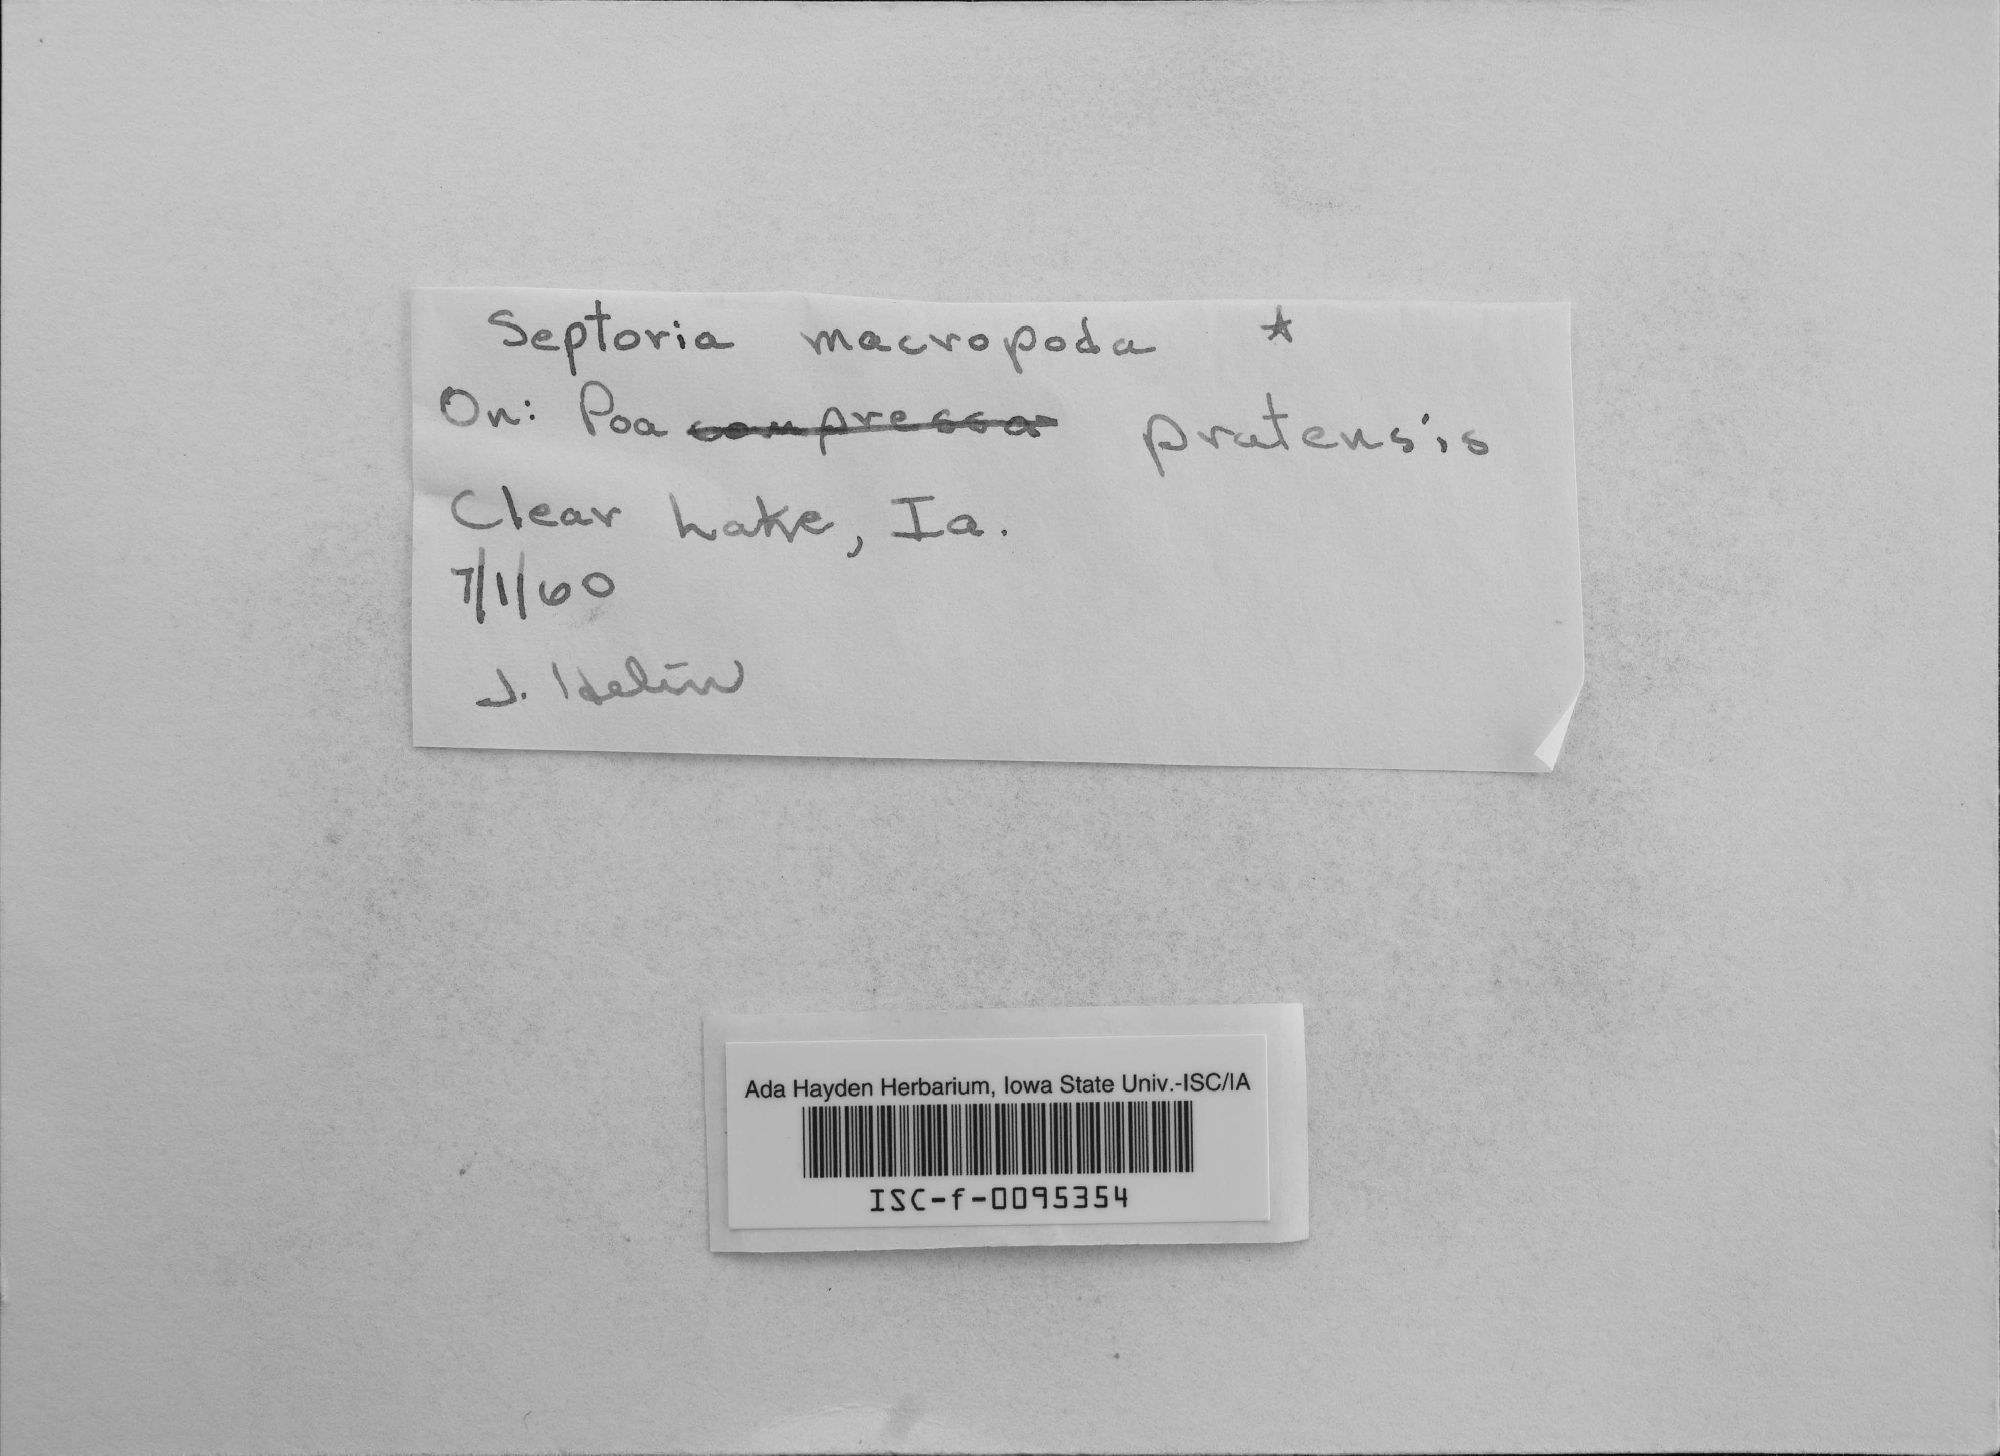 Septoria macropoda *
On: Poa compressa pratensis
Clear Lake, Ia.
7/1/60
J.
Ada Hayden Herbarium, Iowa State Univ.-ISC/IA
ISC-f-0095354